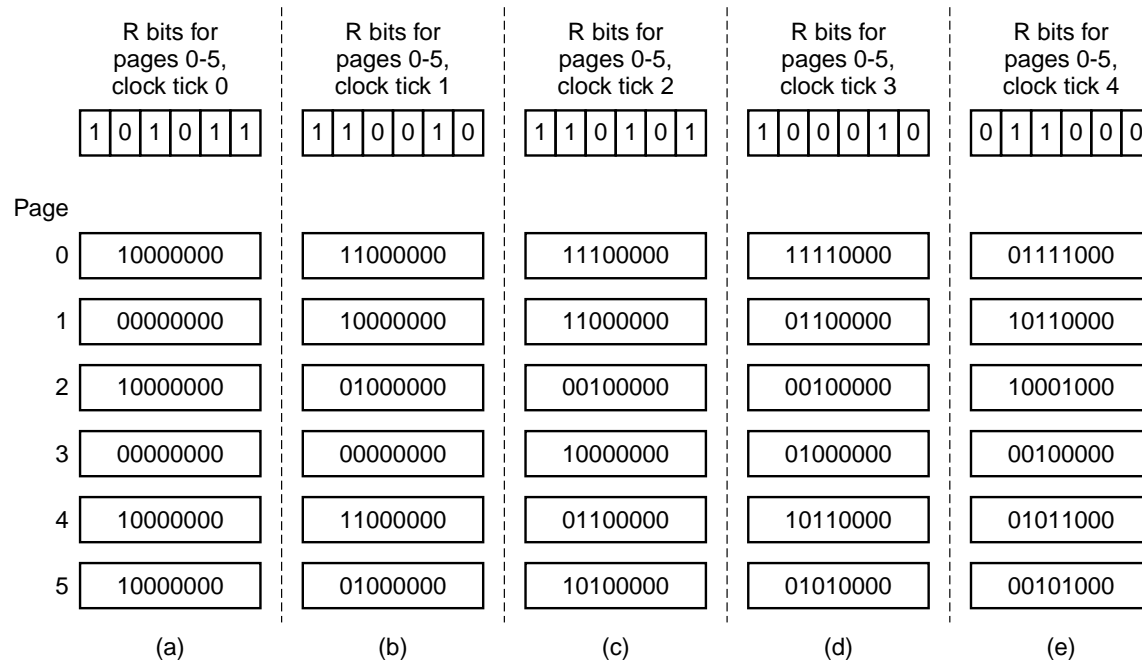 R bits for pages 0-5, clock tick 0
R bits for pages 0-5, clock tick 1
R bits for pages 0-5, clock tick 2
R bits for pages 0-5, clock tick 3
R bits for pages 0-5, clock tick 4
1 0 1 0 1 1
1 1 0 0 1 0
1 1 0 1 0 1
1 0 0 0 1 0
0 1 1 0 0 0
Page
0 10000000 11000000 11100000 11110000 01111000
1 00000000 10000000 11000000 01100000 10110000
2 10000000 01000000 00100000 00100000 10001000
3 00000000 00000000 10000000 01000000 00100000
4 10000000 11000000 01100000 10110000 01011000
5 10000000 01000000 10100000 01010000 00101000
(a) (b) (c) (d) (e)